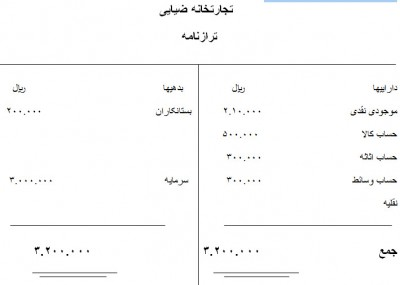 تجارتخانه ضیایی
ترازنامه
داراییها ریال بدهیها ریال
موجودی نقدی ۲.۱۰۰.۰۰۰ بستانکاران ۲۰۰.۰۰۰
حساب کالا ۵۰۰.۰۰۰
حساب اثاثه ۳۰۰.۰۰۰
حساب وسائط ۳۰۰.۰۰۰ سرمایه ۳.۰۰۰.۰۰۰
نقلیه
جمع ۳.۲۰۰.۰۰۰ ۳.۲۰۰.۰۰۰